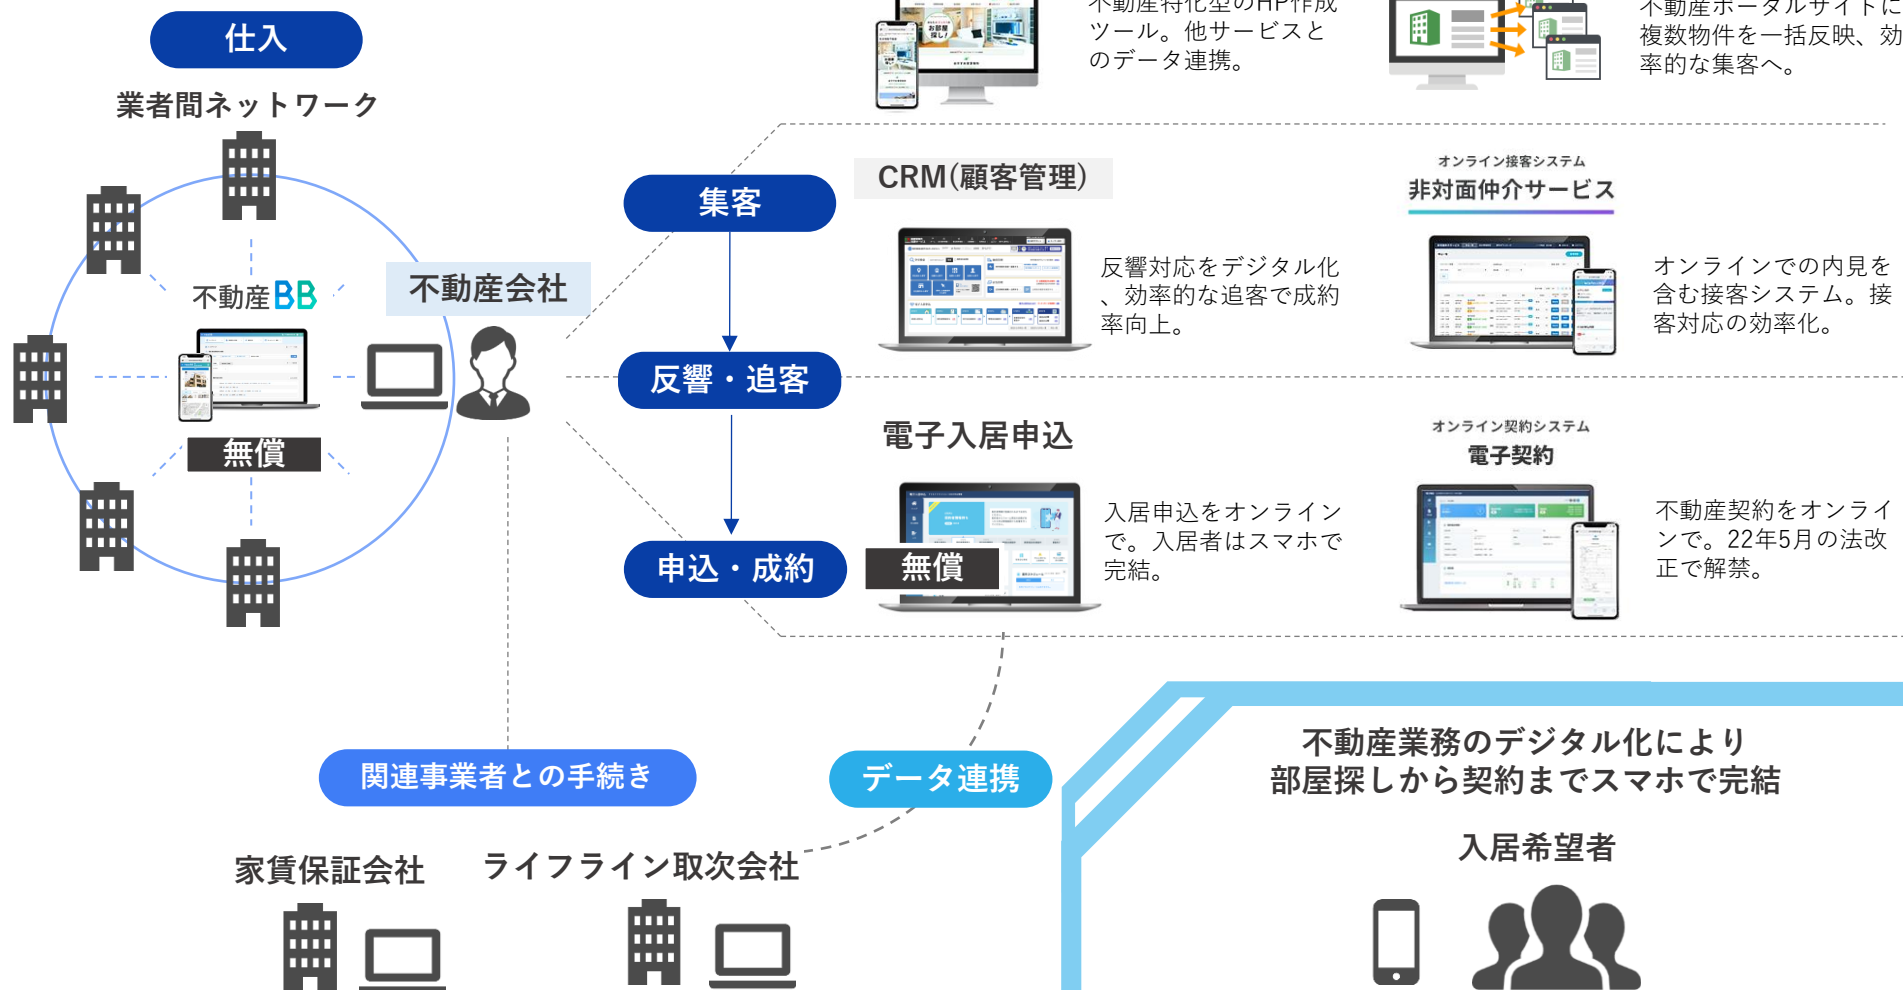 仕入
業者間ネットワーク
不動産BB
無償
不動産会社
不動産特化型のHP作成
ツール。他サービスと
のデータ連携。
不動産ポータルサイトに
複数物件を一括反映、効
率的な集客へ。
集客
CRM(顧客管理)
反響対応をデジタル化
、効率的な追客で成約
率向上。
オンライン接客システム
非対面仲介サービス
オンラインでの内見を
含む接客システム。接
客対応の効率化。
反響・追客
電子入居申込
無償
入居申込をオンライン
で。入居者はスマホで
完結。
オンライン契約システム
電子契約
不動産契約をオンライ
ンで。22年5月の法改
正で解禁。
申込・成約
関連事業者との手続き
データ連携
家賃保証会社
ライフライン取次会社
不動産業務のデジタル化により
部屋探しから契約までスマホで完結
入居希望者